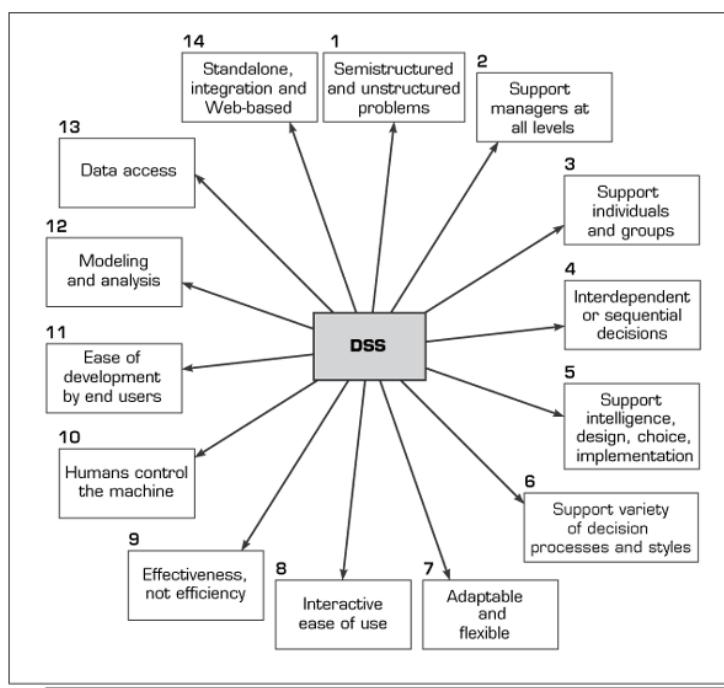 14
Standalone,
integration and
Web-based
1
Semistructured
and unstructured
problems
2
Support
managers at
all levels
13
Data access
3
Support
individuals
and groups
12
Modeling
and analysis
4
Interdependent
or sequential
decisions
DSS
11
Ease of
development
by end users
5
Support
intelligence,
design, choice,
implementation
10
Humans control
the machine
6
Support variety
of decision
processes and styles
9
Effectiveness,
not efficiency
8
Interactive
ease of use
7
Adaptable
and
flexible